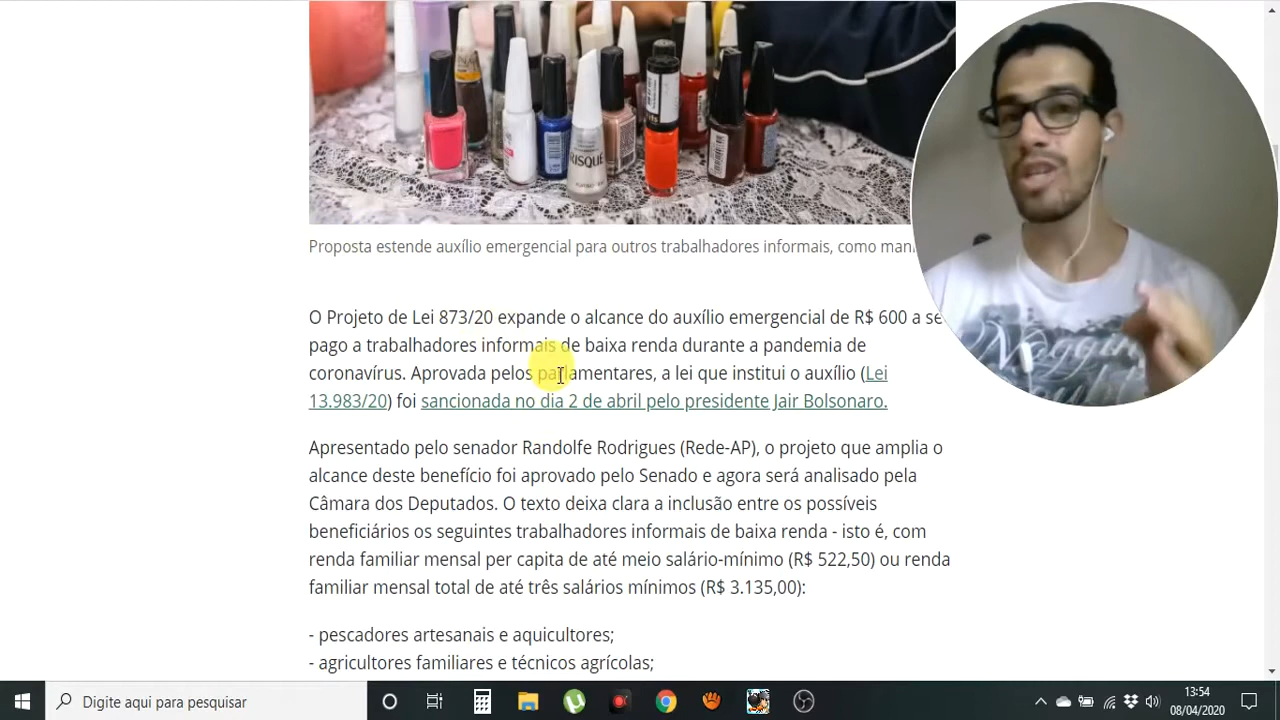 RISQUÉ
Proposta estende auxílio emergencial para outros trabalhadores informais, como
O Projeto de Lei 873/20 expande o alcance do auxílio emergencial de R$ 600 a se
pago a trabalhadores informais de baixa renda durante a pandemia de
coronavírus. Aprovada pelos parlamentares, a lei que institui o auxílio (Lei
13.983/20) foi sancionada no dia 2 de abril pelo presidente Jair Bolsonaro.
Apresentado pelo senador Randolfe Rodrigues (Rede-AP), o projeto que amplia o
alcance deste benefício foi aprovado pelo Senado e agora será analisado pela
Câmara dos Deputados. O texto deixa clara a inclusão entre os possíveis
beneficiários os seguintes trabalhadores informais de baixa renda - isto é, com
renda familiar mensal per capita de até meio salário-mínimo (R$ 522,50) ou renda
familiar mensal total de até três salários mínimos (R$ 3.135,00):
- pescadores artesanais e aquicultores;
- agricultores familiares e técnicos agrícolas;
Digite aqui para pesquisar
13:54
08/04/2020